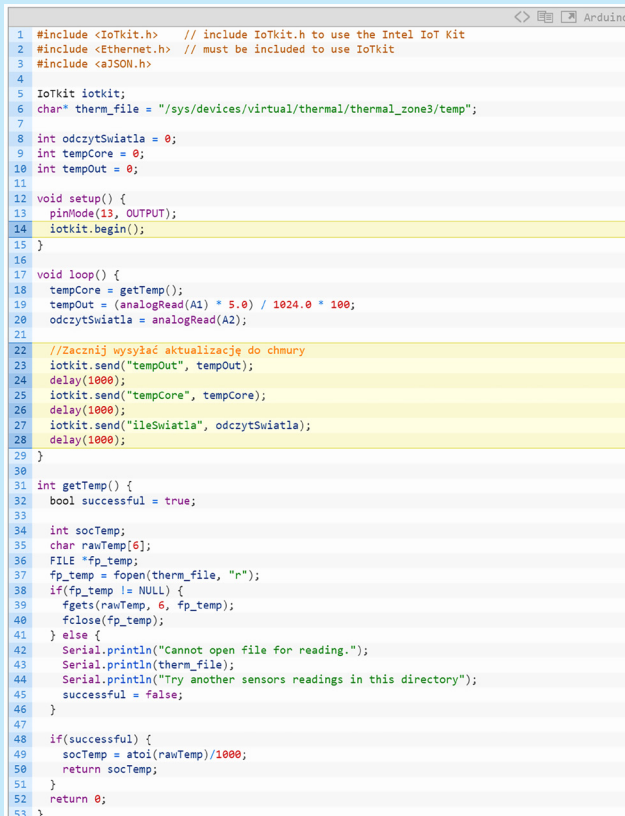 Arduino
1 #include <IoTkit.h>    // include IoTkit.h to use the Intel IoT Kit
2 #include <Ethernet.h>  // must be included to use IoTkit
3 #include <aJSON.h>
4
5 IoTkit iotkit;
6 char* therm_file = "/sys/devices/virtual/thermal/thermal_zone3/temp";
7
8 int odczytSwiatla = 0;
9 int tempCore = 0;
10 int tempOut = 0;
11
12 void setup() {
13   pinMode(13, OUTPUT);
14   iotkit.begin();
15 }
16
17 void loop() {
18   tempCore = getTemp();
19   tempOut = (analogRead(A1) * 5.0) / 1024.0 * 100;
20   odczytSwiatla = analogRead(A2);
21
22   //Zacznij wysyłać aktualizację do chmury
23   iotkit.send("tempOut", tempOut);
24   delay(1000);
25   iotkit.send("tempCore", tempCore);
26   delay(1000);
27   iotkit.send("ileSwiatla", odczytSwiatla);
28   delay(1000);
29 }
30
31 int getTemp() {
32   bool successful = true;
33
34   int socTemp;
35   char rawTemp[6];
36   FILE *fp_temp;
37   fp_temp = fopen(therm_file, "r");
38   if(fp_temp != NULL) {
39     fgets(rawTemp, 6, fp_temp);
40     fclose(fp_temp);
41   } else {
42     Serial.println("Cannot open file for reading.");
43     Serial.println(therm_file);
44     Serial.println("Try another sensors readings in this directory");
45     successful = false;
46   }
47
48   if(successful) {
49     socTemp = atoi(rawTemp)/1000;
50     return socTemp;
51   }
52   return 0;
53 }